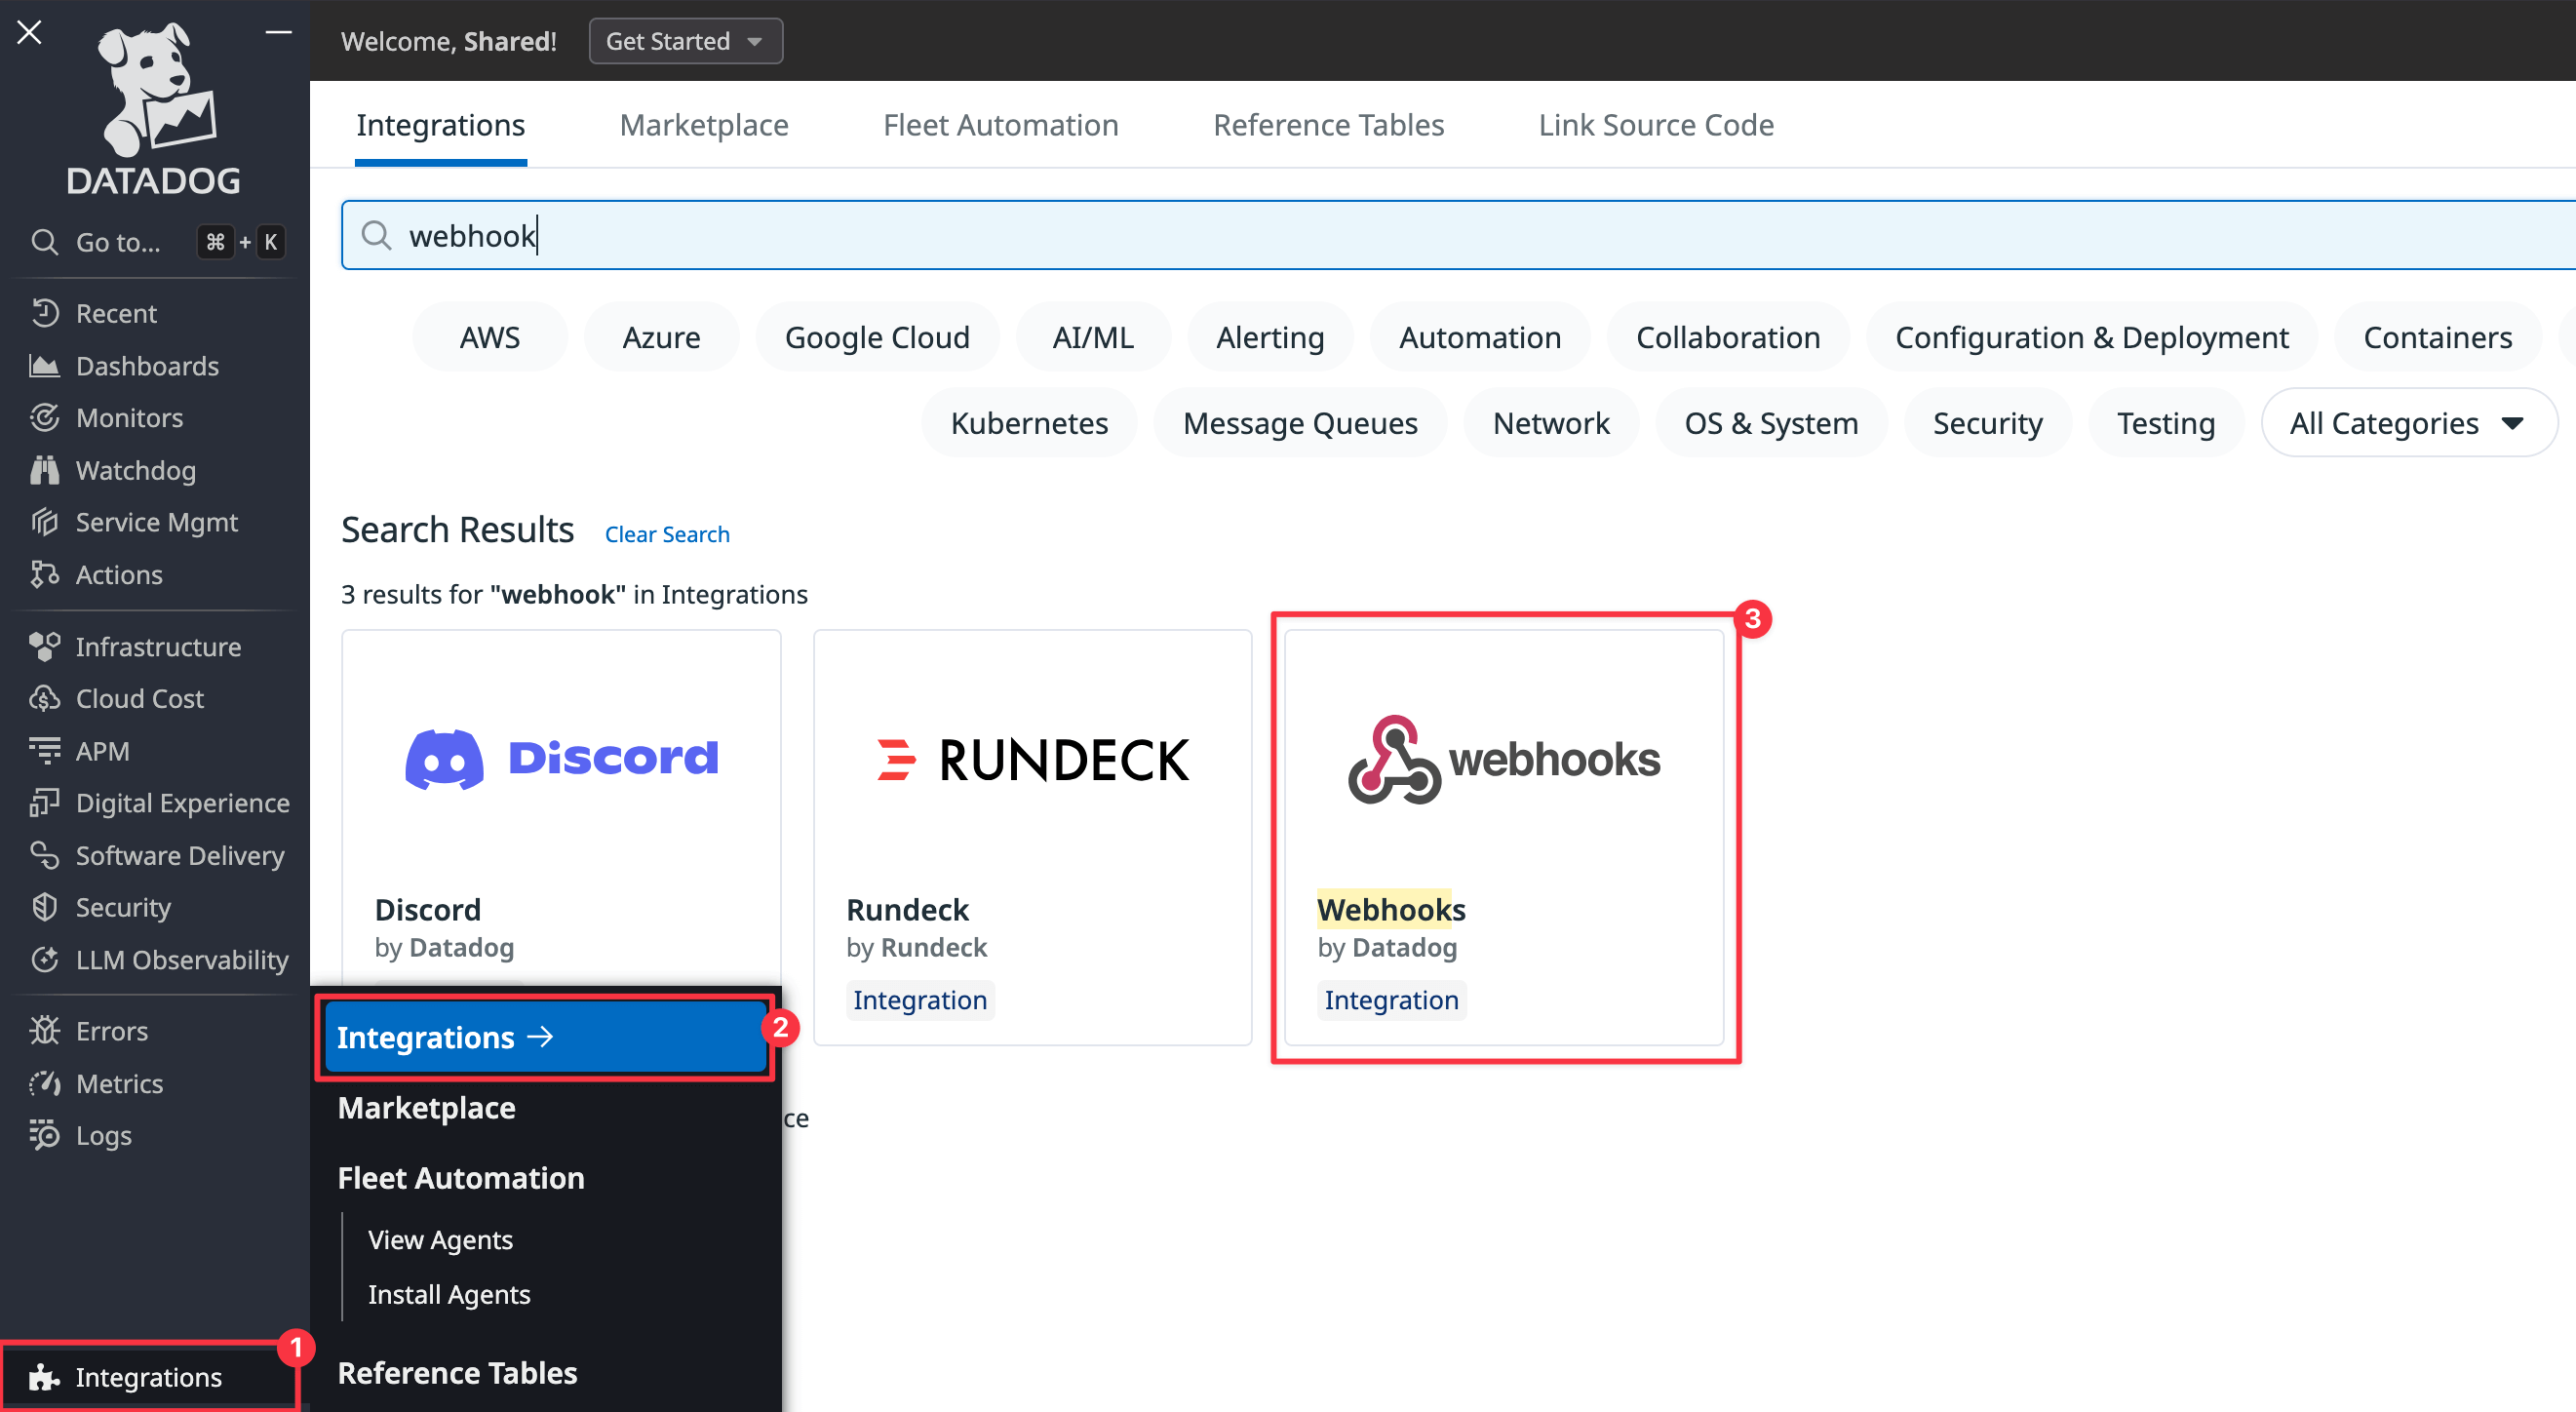 DATADOG
Go to... ⌘ + K
Recent
Dashboards
Monitors
Watchdog
Service Mgmt
Actions
Infrastructure
Cloud Cost
APM
Digital Experience
Software Delivery
Security
LLM Observability
Errors
Metrics
Logs
1
Integrations
Welcome, Shared!
Get Started
Integrations Marketplace Fleet Automation Reference Tables Link Source Code
webhook
AWS Azure Google Cloud AI/ML Alerting Automation Collaboration Configuration & Deployment Containers
Kubernetes Message Queues Network OS & System Security Testing All Categories
Search Results Clear Search
3 results for "webhook" in Integrations
Discord
Discord
by Datadog
RUNDECK
Rundeck
by Rundeck
Integration
3
webhooks
Webhooks
by Datadog
Integration
2
Integrations →
Marketplace
ce
Fleet Automation
View Agents
Install Agents
Reference Tables